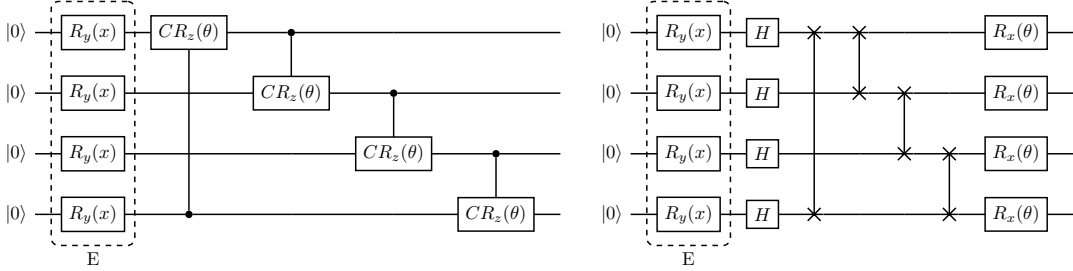 |0⟩ R_y(x) CR_z(θ) |0⟩ R_y(x) H R_x(θ)
|0⟩ R_y(x) CR_z(θ) |0⟩ R_y(x) H R_x(θ)
|0⟩ R_y(x) CR_z(θ) |0⟩ R_y(x) H R_x(θ)
|0⟩ R_y(x) CR_z(θ) |0⟩ R_y(x) H R_x(θ)
E E